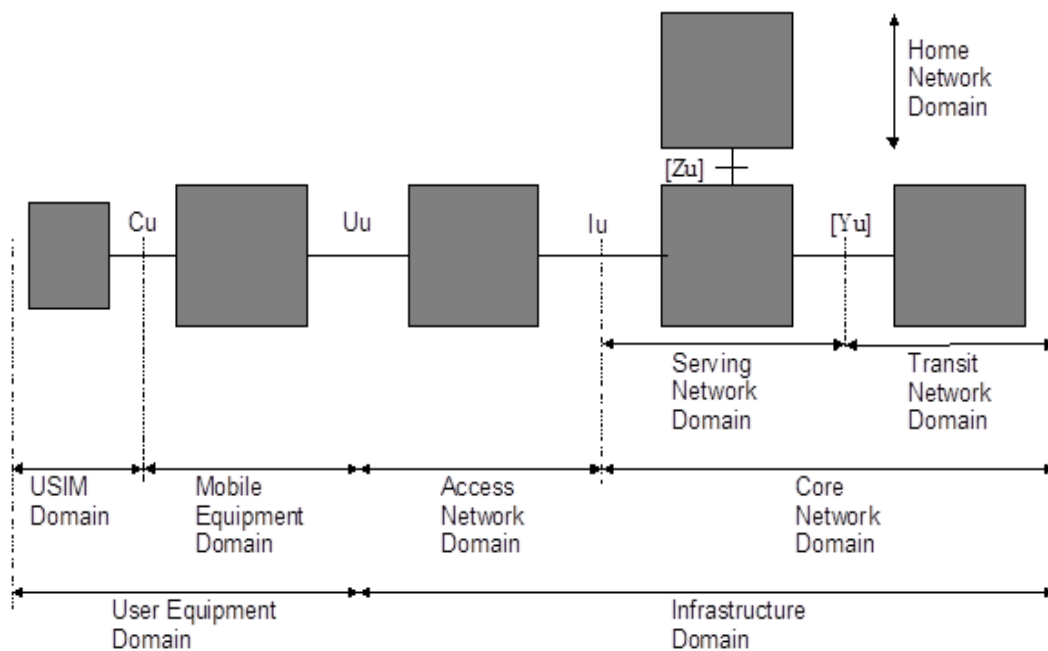 Home
Network
Domain
[Zu]
Cu
Uu
Iu
[Yu]
Serving
Network
Domain
Transit
Network
Domain
USIM
Domain
Mobile
Equipment
Domain
Access
Network
Domain
Core
Network
Domain
User Equipment
Domain
Infrastructure
Domain